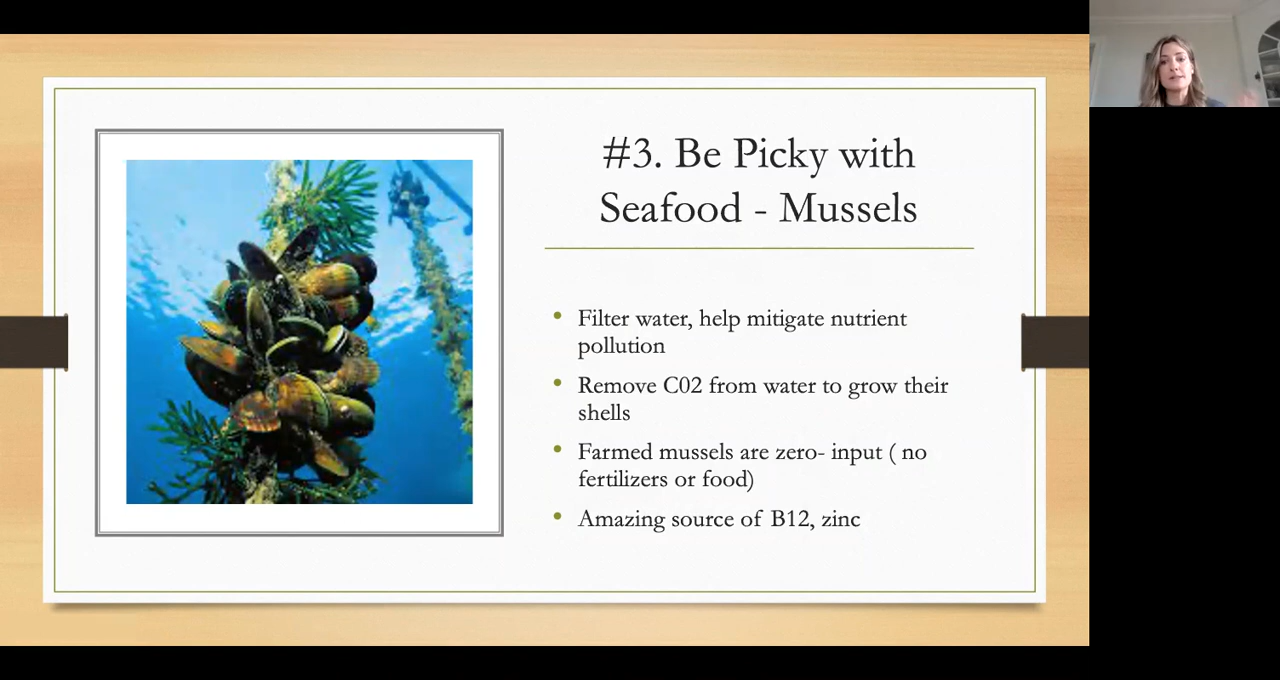 #3. Be Picky with
Seafood - Mussels
• Filter water, help mitigate nutrient
pollution
• Remove C02 from water to grow their
shells
• Farmed mussels are zero- input ( no
fertilizers or food)
• Amazing source of B12, zinc